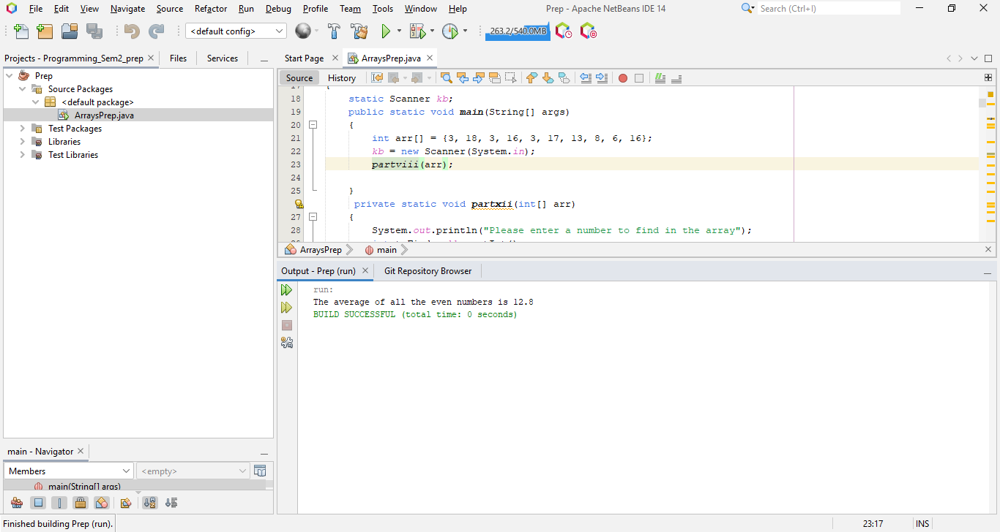 File Edit View Navigate Source Refactor Run Debug Profile Team Tools Window Help Prep - Apache NetBeans IDE 14 Search (Ctrl+I)
<default config> 263.2/540.0MB
Projects - Programming_Sem2_prep Files Services
Prep
Source Packages
<default package>
ArraysPrep.java
Test Packages
Libraries
Test Libraries
Start Page ArraysPrep.java
Source History
17 {
18 static Scanner kb;
19 public static void main(String[] args)
20 {
21 int arr[] = {3, 18, 3, 16, 3, 17, 13, 8, 6, 16};
22 kb = new Scanner(System.in);
23 partviii(arr);
24
25 }
private static void partxii(int[] arr)
27 {
28 System.out.println("Please enter a number to find in the array");
ArraysPrep main
Output - Prep (run) Git Repository Browser
run:
The average of all the even numbers is 12.8
BUILD SUCCESSFUL (total time: 0 seconds)
main - Navigator
Members <empty>
main(String[] args)
Finished building Prep (run). 23:17 INS